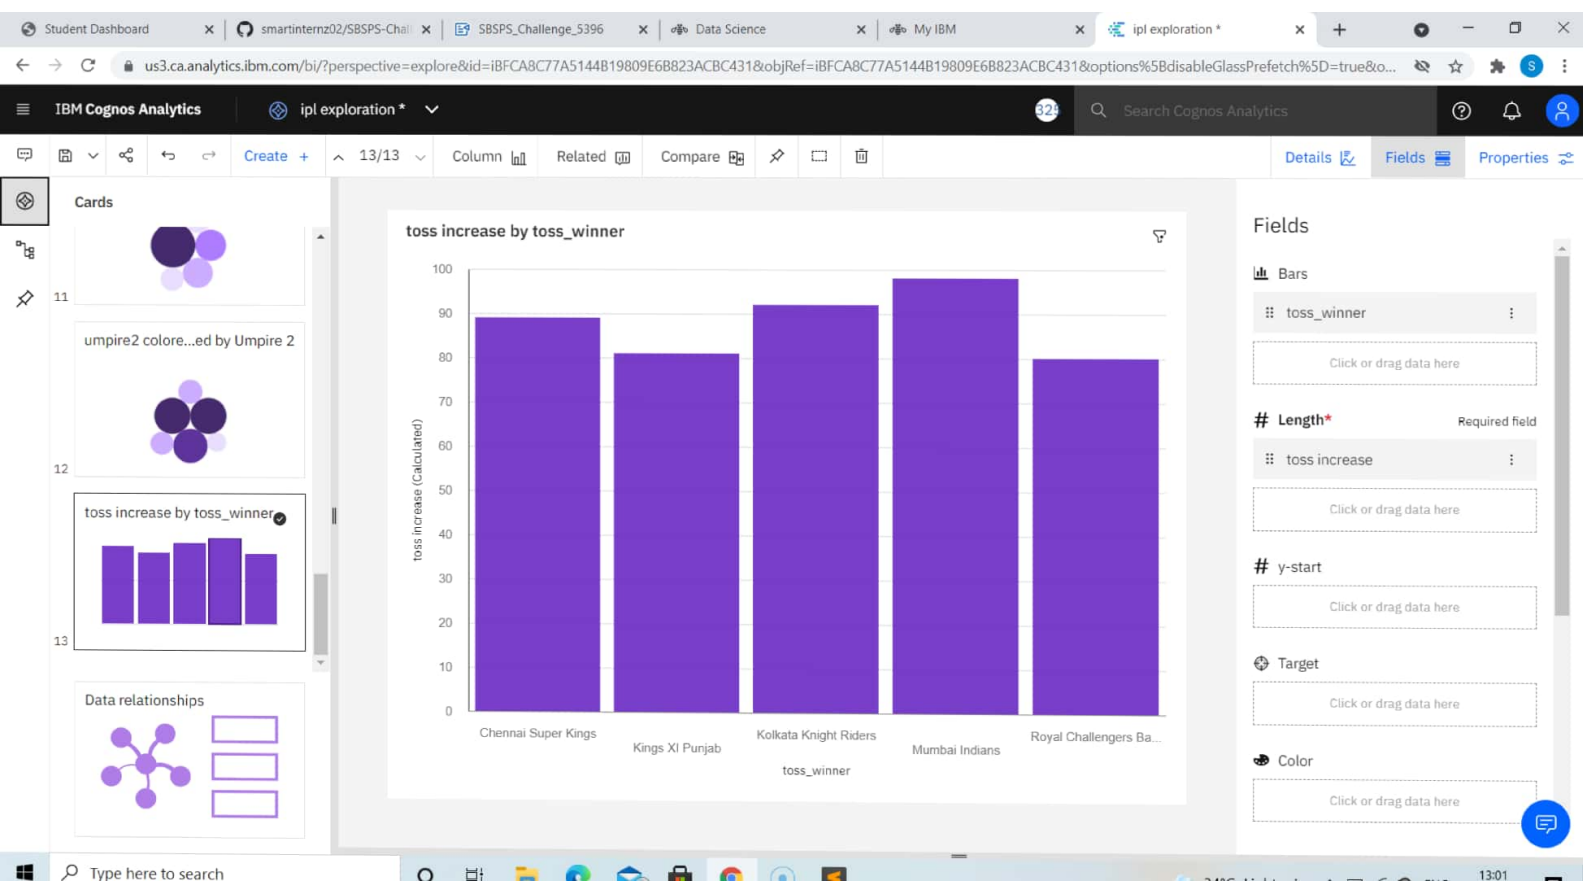 Student Dashboard
smartinternz02/SBSPS-Chall
SBSPS_Challenge_5396
Data Science
My IBM
ipl exploration *
us3.ca.analytics.ibm.com/bi/?perspective=explore&id=iBFCA8C77A5144B19809E6B823ACBC431&objRef=iBFCA8C77A5144B19809E6B823ACBC431&options%5BdisableGlassPrefetch%5D=true&o...
S
IBM Cognos Analytics
ipl exploration *
325
Search Cognos Analytics
Create +
13/13
Column
Related
Compare
Details
Fields
Properties
Cards
11
umpire2 colore...ed by Umpire 2
12
toss increase by toss_winner
13
Data relationships
toss increase by toss_winner
100
90
80
70
60
50
40
30
20
10
0
toss increase (Calculated)
Chennai Super Kings
Kings XI Punjab
Kolkata Knight Riders
Mumbai Indians
Royal Challengers Ba...
toss_winner
Fields
Bars
toss_winner
Click or drag data here
# Length*
Required field
toss increase
Click or drag data here
# y-start
Click or drag data here
Target
Click or drag data here
Color
Click or drag data here
Type here to search
13:01